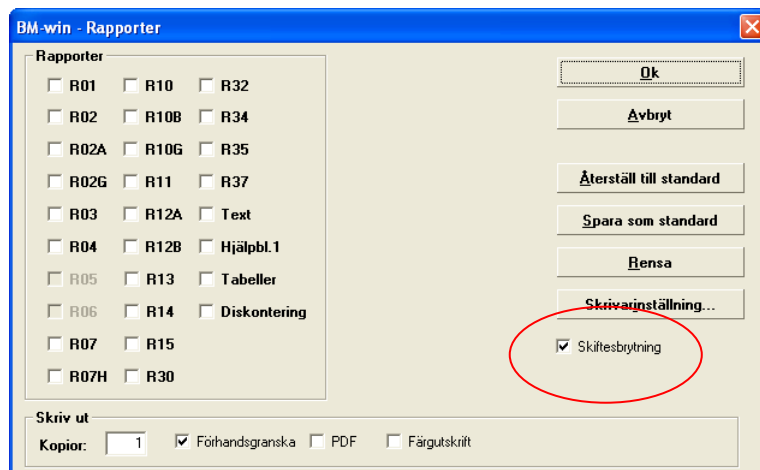 BM-win - Rapporter
Rapporter
R01 R10 R32
R02 R10B R34
R02A R10G R35
R02G R11 R37
R03 R12A Text
R04 R12B Hjälpbl.1
R05 R13 Tabeller
R06 R14 Diskontering
R07 R15
R07H R30
Ok
Avbryt
Återställ till standard
Spara som standard
Rensa
Skrivarinställning...
Skiftesbrytning
Skriv ut
Kopior: 1 Förhandsgranska PDF Färgutskrift